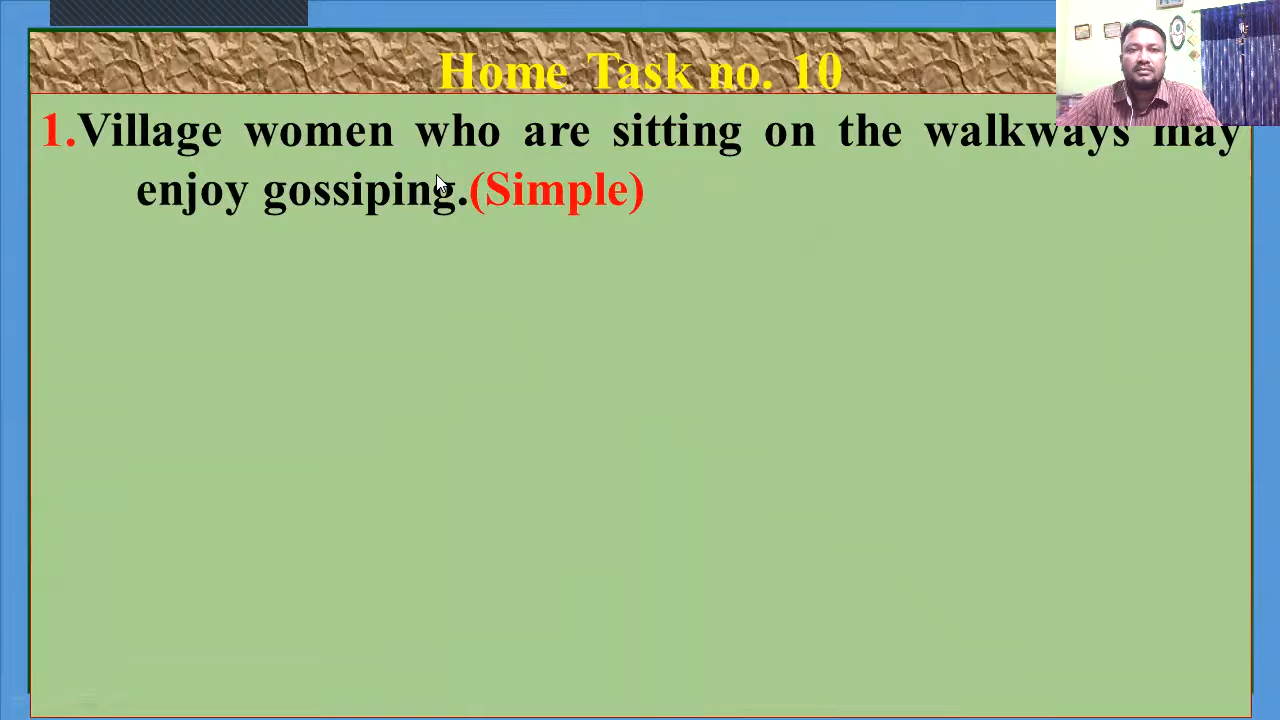 Home Task no. 10
1.Village women who are sitting on the walkways may
enjoy gossiping.(Simple)